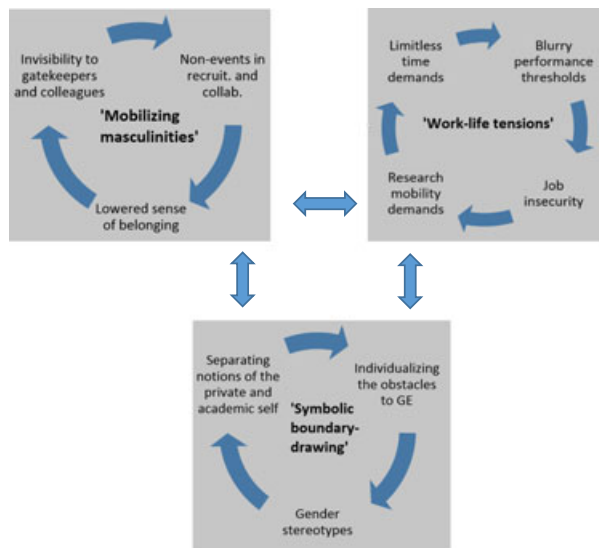 Invisibility to
gatekeepers
and colleagues
Non-events in
recruit. and
collab.
'Mobilizing
masculinities'
Lowered sense
of belonging
Limitless
time
demands
Blurry
performance
thresholds
'Work-life tensions'
Research
mobility
demands
Job
insecurity
Separating
notions of the
private and
academic self
Individualizing
the obstacles
to GE
'Symbolic
boundary-
drawing'
Gender
stereotypes